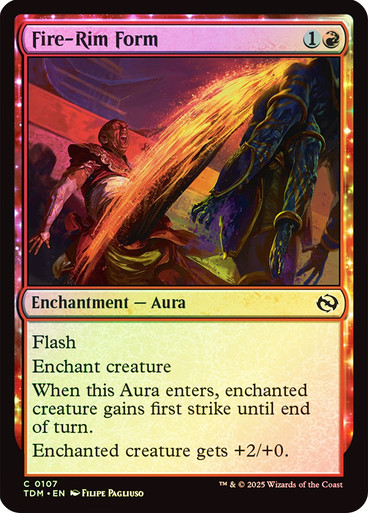 Fire-Rim Form 1
Enchantment — Aura
Flash
Enchant creature
When this Aura enters, enchanted
creature gains first strike until end
of turn.
Enchanted creature gets +2/+0.
C 0107
TDM • EN Filipe Pagliuso
™ & © 2025 Wizards of the Coast